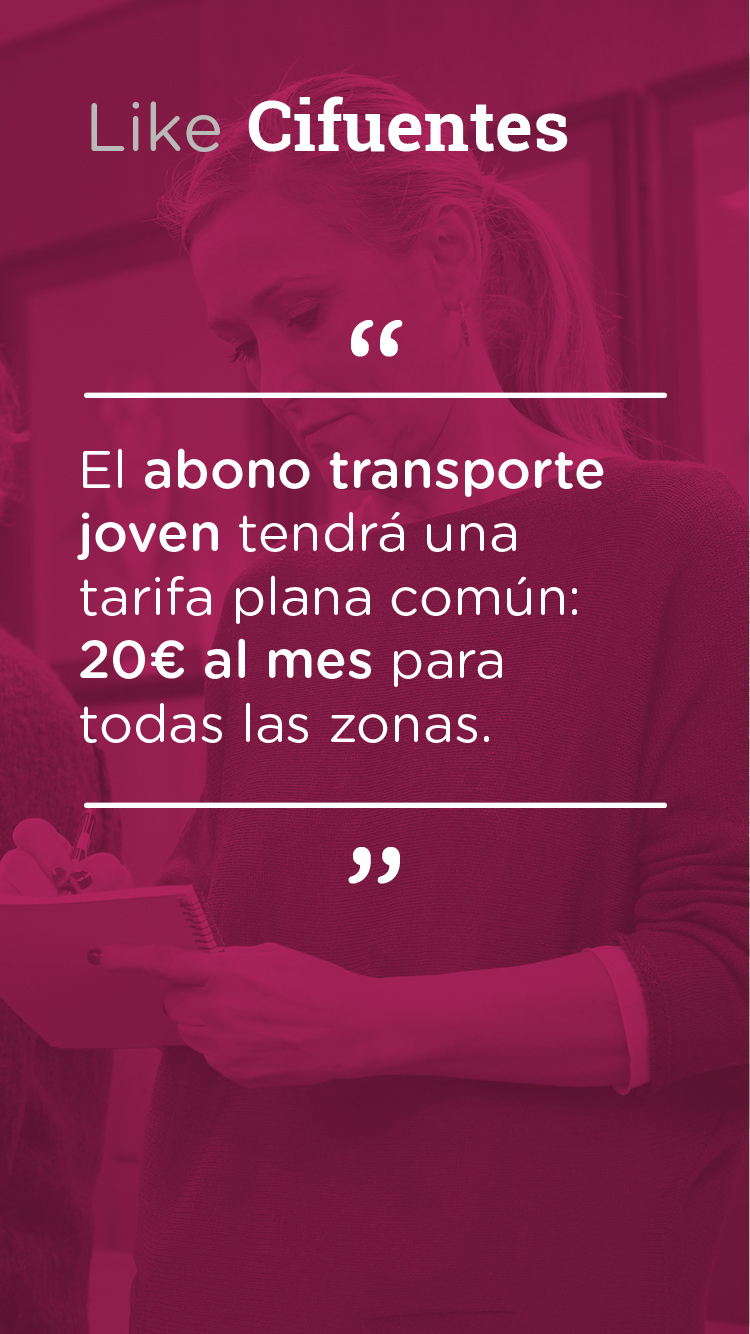 Like Cifuentes
“
El abono transporte
joven tendrá una
tarifa plana común:
20€ al mes para
todas las zonas.
”